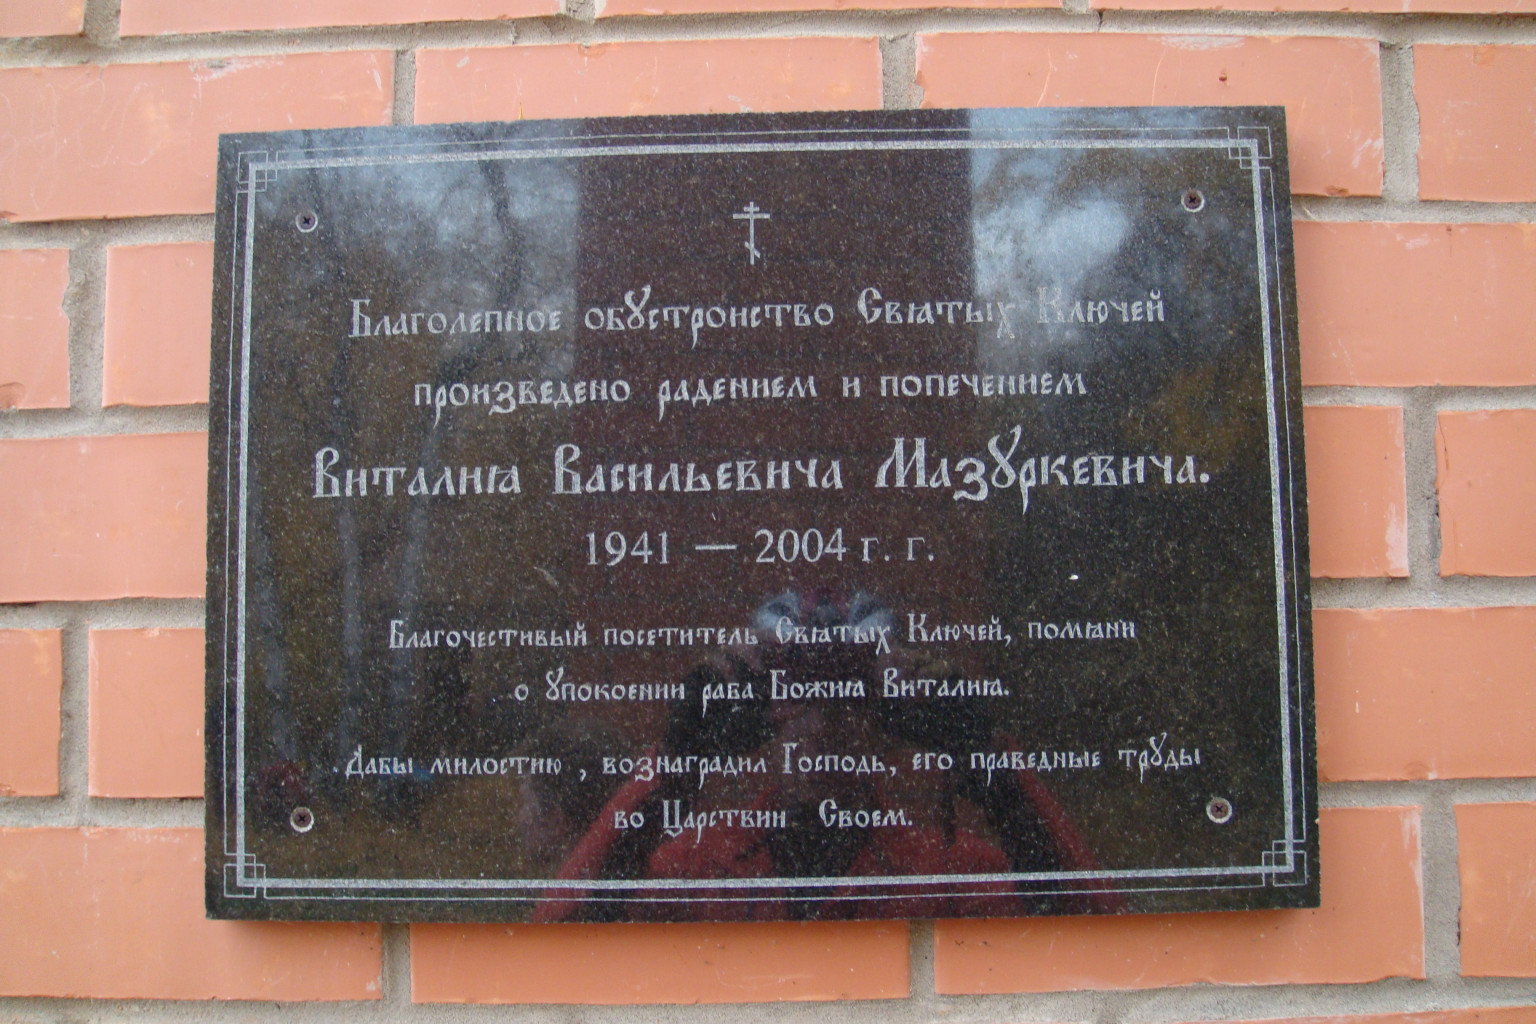 Благолепное обустроиство Святых Ключей
произведено радением и попечением
Виталия Васильевича Мазуркевича.
1941 — 2004 г. г.
Благочестивый посетитель Святых Ключей, помяни
о упокоении раба Божия Виталия.
Дабы милостию , вознаградил Господь, его праведные труды
во Царствии Своем.